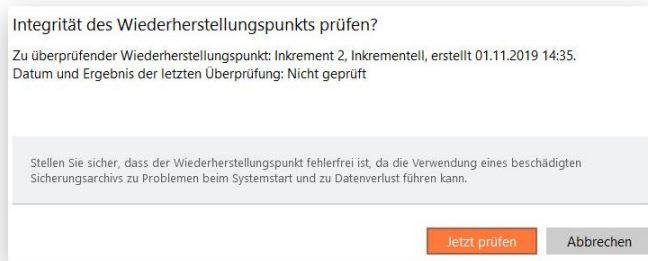 Integrität des Wiederherstellungspunkts prüfen?
Zu überprüfender Wiederherstellungspunkt: Inkrement 2, Inkrementell, erstellt 01.11.2019 14:35.
Datum und Ergebnis der letzten Überprüfung: Nicht geprüft
Stellen Sie sicher, dass der Wiederherstellungspunkt fehlerfrei ist, da die Verwendung eines beschädigten
Sicherungsarchivs zu Problemen beim Systemstart und zu Datenverlust führen kann.
Jetzt prüfen Abbrechen